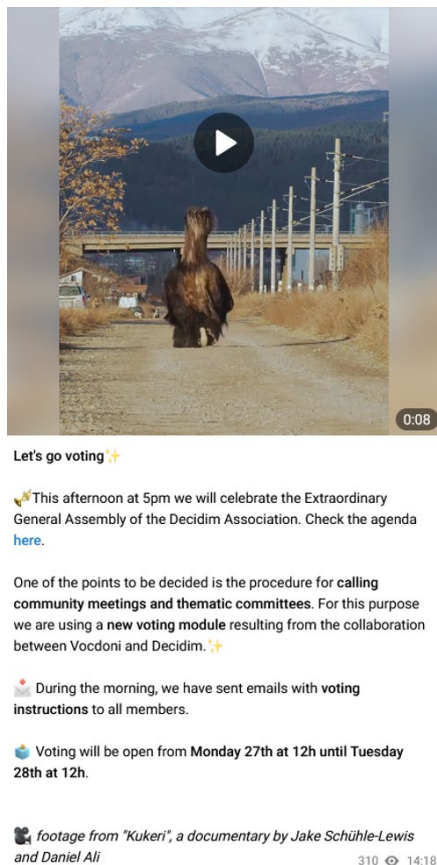 0:08
Let's go voting✨
🎺This afternoon at 5pm we will celebrate the Extraordinary
General Assembly of the Decidim Association. Check the agenda
here.
One of the points to be decided is the procedure for calling
community meetings and thematic committees. For this purpose
we are using a new voting module resulting from the collaboration
between Vocdoni and Decidim.✨
📩 During the morning, we have sent emails with voting
instructions to all members.
🗳 Voting will be open from Monday 27th at 12h until Tuesday
28th at 12h.
🎥 footage from "Kukeri", a documentary by Jake Schühle-Lewis
and Daniel Ali
310 14:18